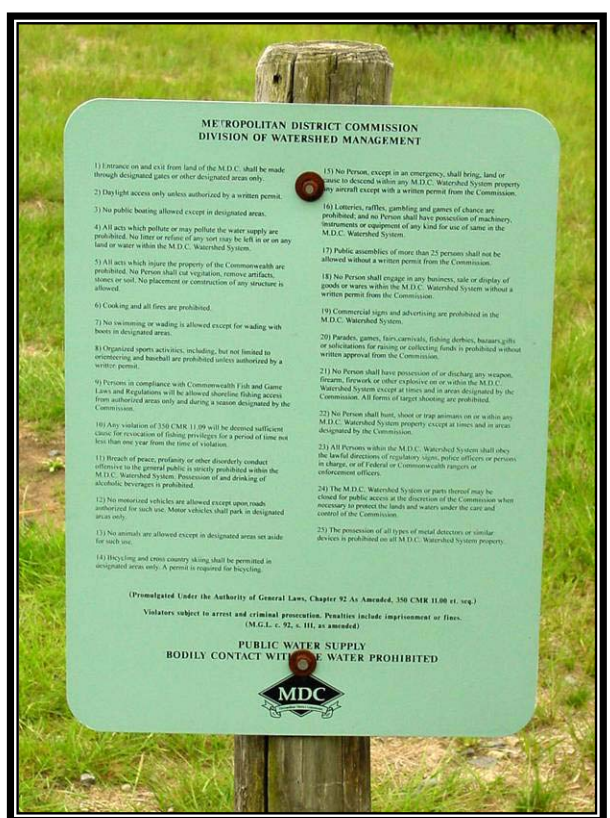 METROPOLITAN DISTRICT COMMISSION
DIVISION OF WATERSHED MANAGEMENT
1) Entrance on and exit from land of the M.D.C. shall be made
through designated gates or other designated areas only.
2) Daylight access only unless authorized by a written permit.
3) No public boating allowed except in designated areas.
4) All acts which pollute or may pollute the water supply are
prohibited. No litter or refuse of any sort may be left in or on any
land or water within the M.D.C. Watershed System.
5) All acts which injure the property of the Commonwealth are
prohibited. No Person shall cut vegitation, remove artifacts,
stones or soil. No placement or construction of any structure is
allowed.
6) Cooking and all fires are prohibited.
7) No swimming or wading is allowed except for wading with
boots in designated areas.
8) Organized sports activities, including, but not limited to
orienteering and baseball are prohibited unless authorized by a
written permit.
9) Persons in compliance with Commonwealth Fish and Game
Laws and Regulations will be allowed shoreline fishing access
from authorized areas only and during a season designated by the
Commission.
10) Any violation of 350 CMR 11.09 will be deemed sufficient
cause for revocation of fishing privileges for a period of time not
less than one year from the time of violation.
11) Breach of peace, profanity or other disorderly conduct
offensive to the general public is strictly prohibited within the
M.D.C. Watershed System. Possession of and drinking of
alcoholic beverages is prohibited.
12) No motorized vehicles are allowed except upon roads
authorized for such use. Motor vehicles shall park in designated
areas only.
13) No animals are allowed except in designated areas set aside
for such use.
14) Bicycling and cross country skiing shall be permitted in
designated areas only. A permit is required for bicycling.
15) No Person, except in an emergency, shall bring, land or
cause to descend within any M.D.C. Watershed System property
any aircraft except with a written permit from the Commission.
16) Lotteries, raffles, gambling and games of chance are
prohibited; and no Person shall have possecution of machinery,
instruments or equipment of any kind for use of same in the
M.D.C. Watershed System.
17) Public assemblies of more than 25 persons shall not be
allowed without a written permit from the Commission.
18) No Person shall engage in any business, sale or display of
goods or wares within the M.D.C. Watershed System without a
written permit from the Commission.
19) Commercial signs and advertising are prohibited in the
M.D.C. Watershed System.
20) Parades, games, fairs, carnivals, fishing derbies, bazaars, gifts
or solicitations for raising or collecting funds is prohibited without
written approval from the Commission.
21) No Person shall have possession of or discharg any weapon,
firearm, firework or other explosive on or within the M.D.C.
Watershed System except at times and in areas designated by the
Commission. All forms of target shooting are prohibited.
22) No Person shall hunt, shoot or trap animans on or within any
M.D.C. Watershed System property except at times and in areas
designated by the Commission.
23) All Persons within the M.D.C. Watershed System shall obey
the lawful directions of regulatory signs, police officers or persons
in charge, or of Federal or Commonwealth rangers or
enforcement officers.
24) The M.D.C. Watershed System or parts thereof may be
closed for public access at the discretion of the Commission when
necessary to protect the lands and waters under the care and
control of the Commission.
25) The possession of all types of metal detectors or similar
devices is prohibited on all M.D.C. Watershed System property.
(Promulgated Under the Authority of General Laws, Chapter 92 As Amended, 350 CMR 11.00 et. seq.)
Violators subject to arrest and criminal prosecution. Penalties include imprisonment or fines.
(M.G.L. c. 92, s. 111, as amended)
PUBLIC WATER SUPPLY
BODILY CONTACT WITH THE WATER PROHIBITED
MDC